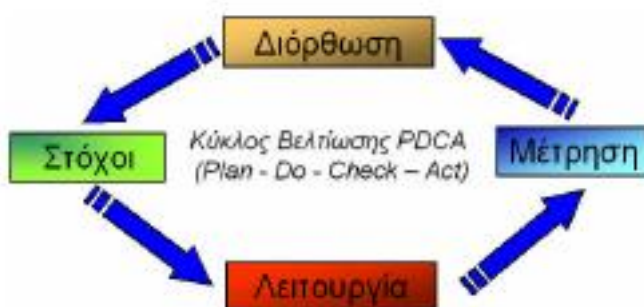 Διόρθωση
Στόχοι
Κύκλος Βελτίωσης PDCA
(Plan - Do - Check – Act)
Μέτρηση
Λειτουργία